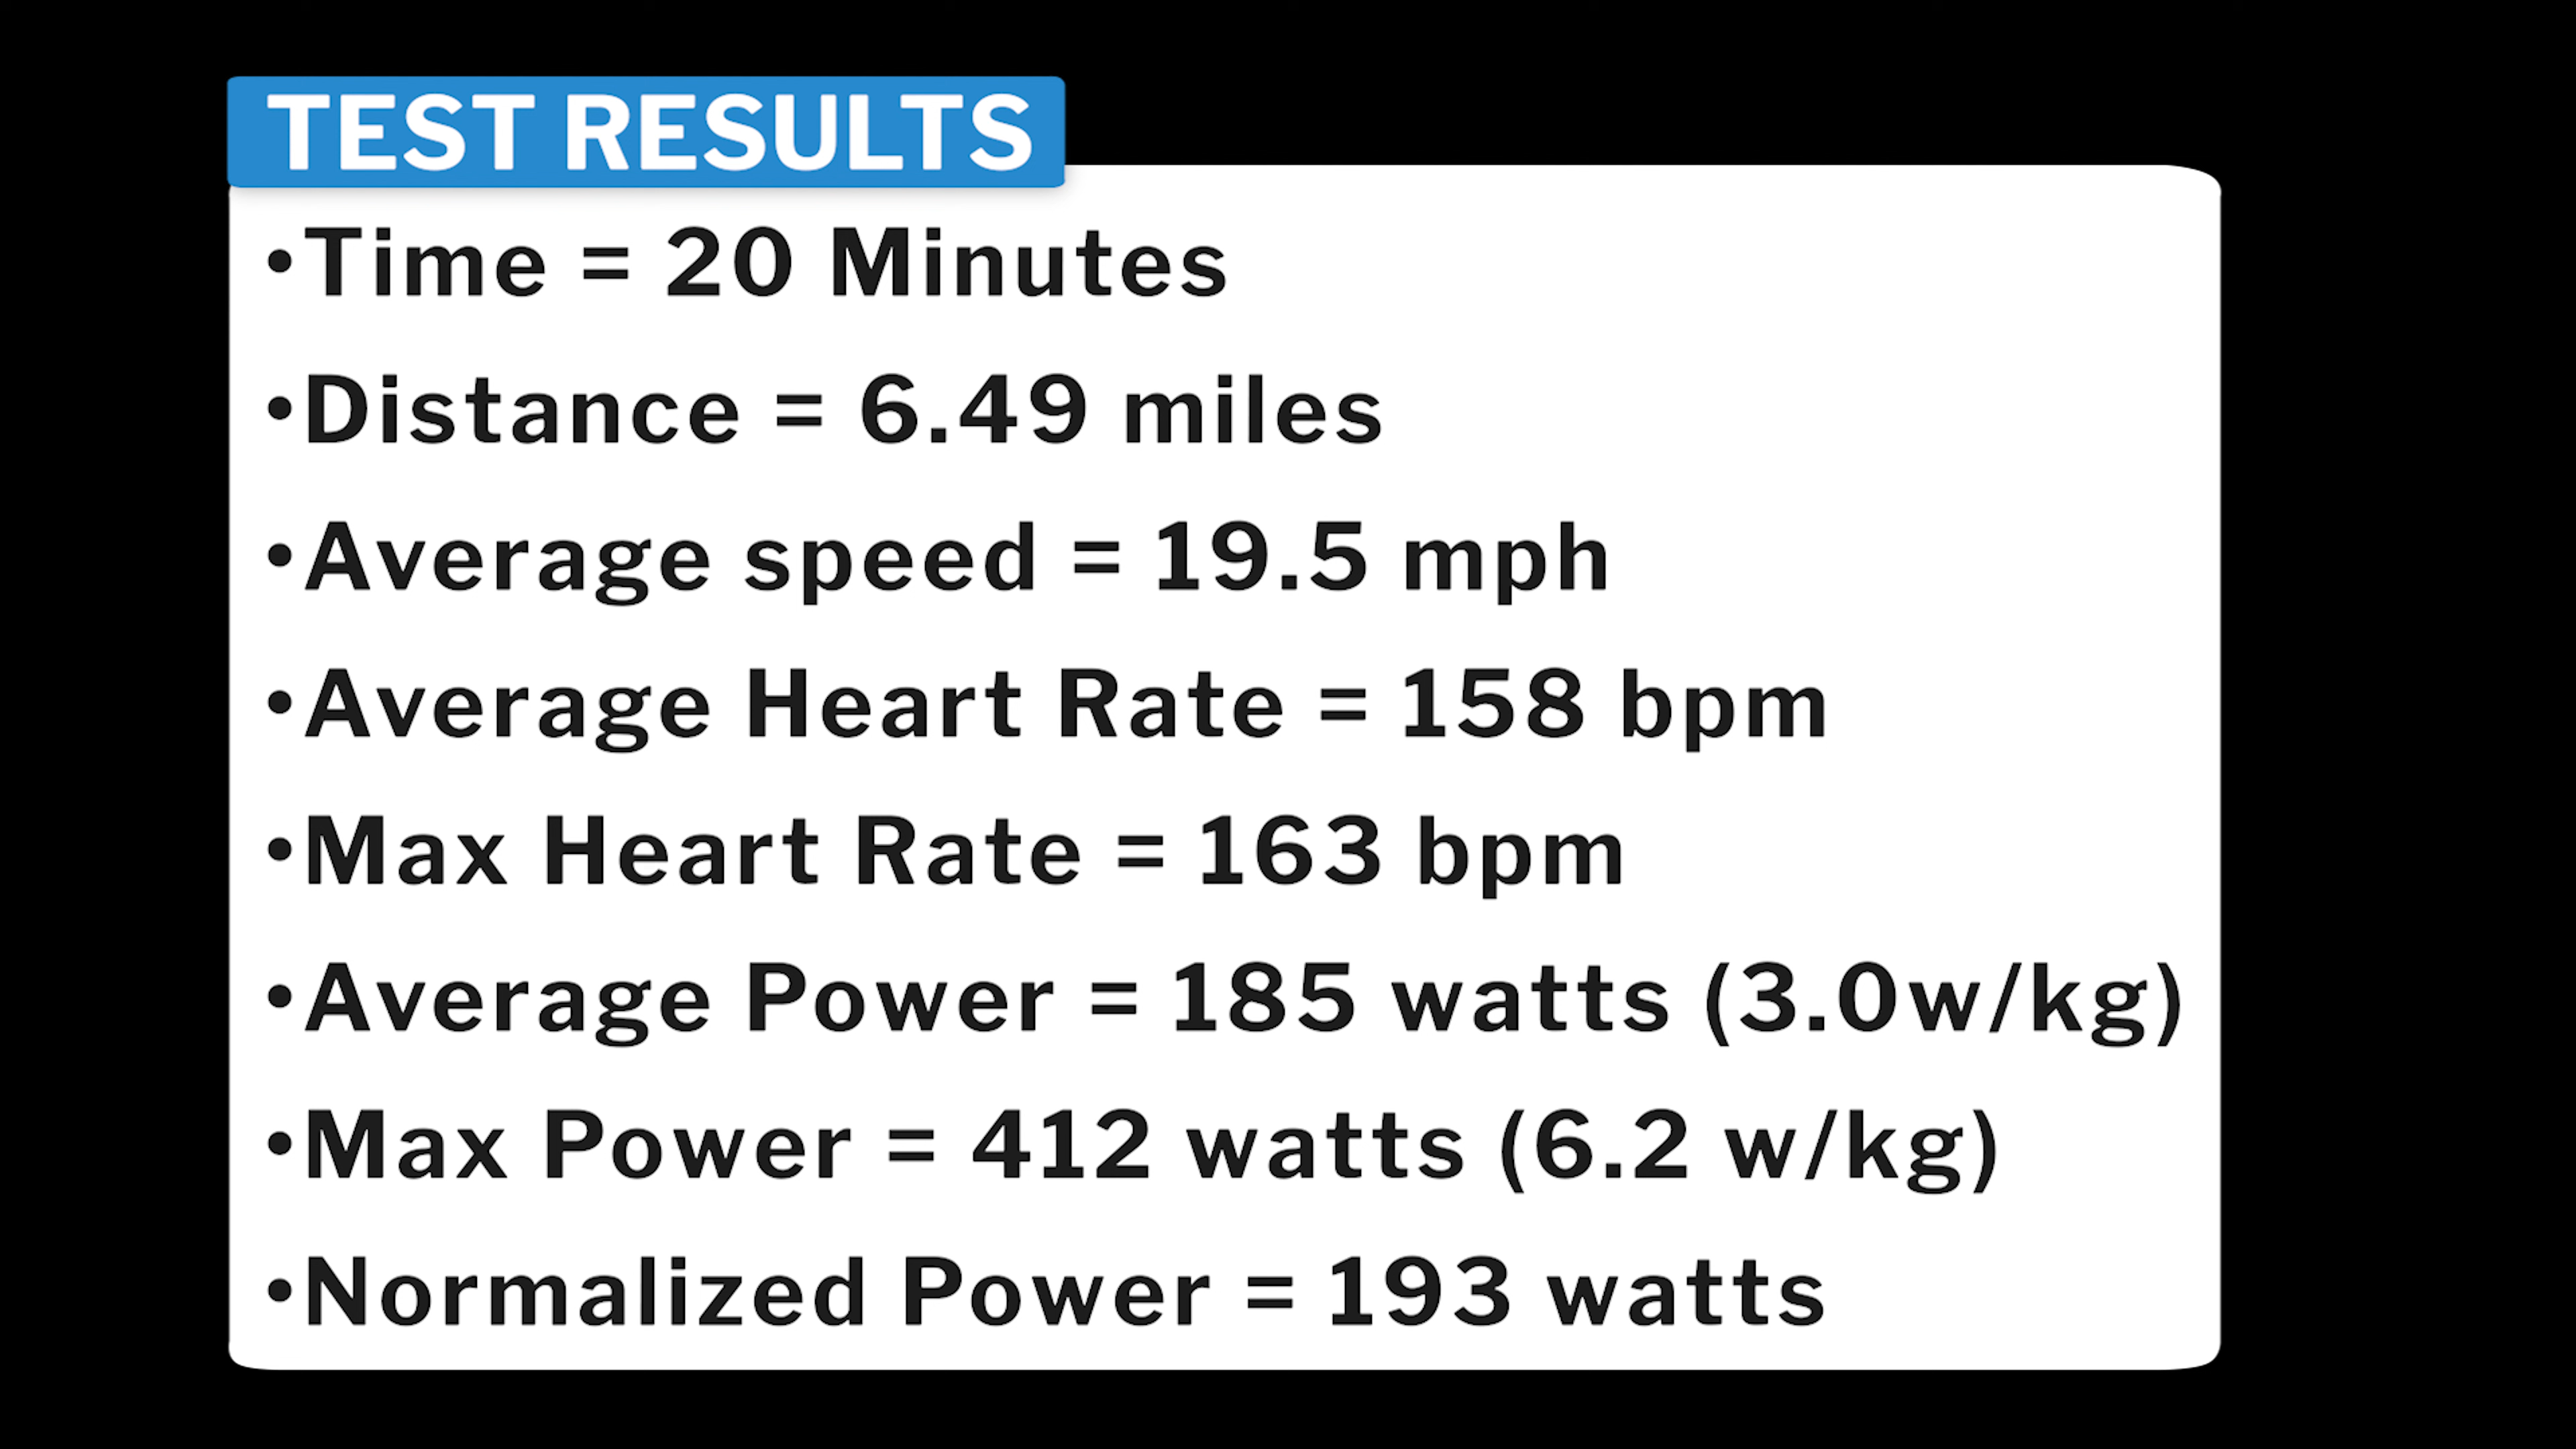 TEST RESULTS
•Time = 20 Minutes
•Distance = 6.49 miles
•Average speed = 19.5 mph
•Average Heart Rate = 158 bpm
•Max Heart Rate = 163 bpm
•Average Power = 185 watts (3.0w/kg)
•Max Power = 412 watts (6.2 w/kg)
•Normalized Power = 193 watts